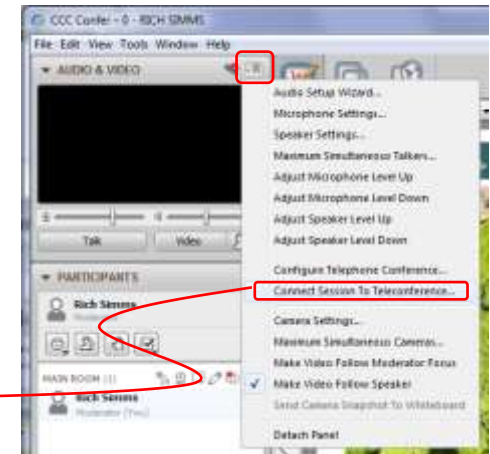 CCC Confer - 0 - RICH SIMMS
File Edit View Tools Window Help
AUDIO & VIDEO
Talk
Video
PARTICIPANTS
Rich Simms
Moderator
MAIN ROOM (1)
Rich Simms
Moderator (You)
Audio Setup Wizard...
Microphone Settings...
Speaker Settings...
Maximum Simultaneous Talkers...
Adjust Microphone Level Up
Adjust Microphone Level Down
Adjust Speaker Level Up
Adjust Speaker Level Down
Configure Telephone Conference...
Connect Session To Teleconference...
Camera Settings...
Maximum Simultaneous Cameras...
Make Video Follow Moderator Focus
Make Video Follow Speaker
Send Camera Snapshot To Whiteboard
Detach Panel